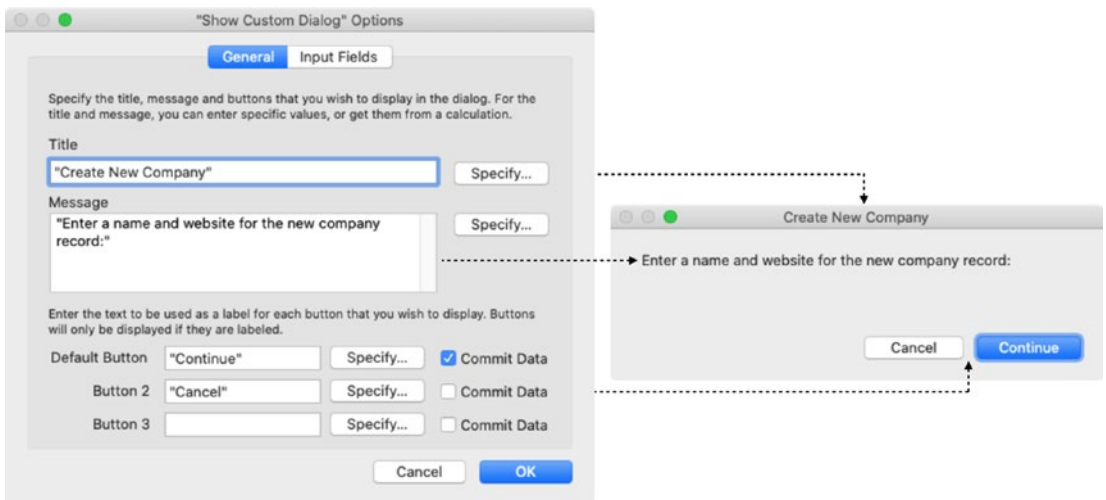 "Show Custom Dialog" Options
General Input Fields
Specify the title, message and buttons that you wish to display in the dialog. For the
title and message, you can enter specific values, or get them from a calculation.
Title
"Create New Company" Specify...
Message
"Enter a name and website for the new company Specify...
record:"
Enter the text to be used as a label for each button that you wish to display. Buttons
will only be displayed if they are labeled.
Default Button "Continue" Specify... Commit Data
Button 2 "Cancel" Specify... Commit Data
Button 3 Specify... Commit Data
Cancel OK
Create New Company
Enter a name and website for the new company record:
Cancel Continue